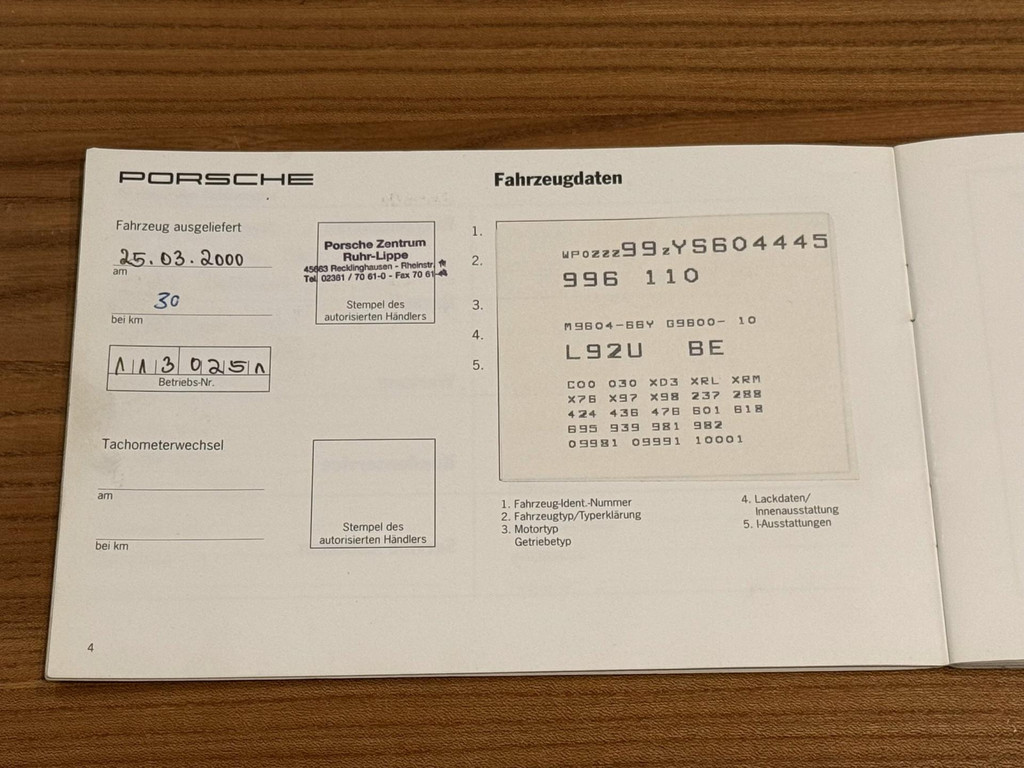 PORSCHE
Fahrzeug ausgeliefert
25.03.2000
am
30
bei km
113 0251
Betriebs-Nr.
Porsche Zentrum
Ruhr-Lippe
45663 Recklinghausen - Rheinstr.
Tel. 02361 / 70 61-0 - Fax 70 61-
Stempel des
autorisierten Händlers
Tachometerwechsel
am
bei km
Stempel des
autorisierten Händlers
4
Fahrzeugdaten
1.
2.
3.
4.
5.
WP0ZZZ99ZYS604445
996 110
M9604-66Y G9600- 10
L92U BE
C00 030 XD3 XRL XRM
X76 X97 X98 237 288
424 436 476 601 618
695 939 981 982
09981 09991 10001
1. Fahrzeug-Ident.-Nummer
2. Fahrzeugtyp/Typerklärung
3. Motortyp
Getriebetyp
4. Lackdaten/
Innenausstattung
5. I-Ausstattungen